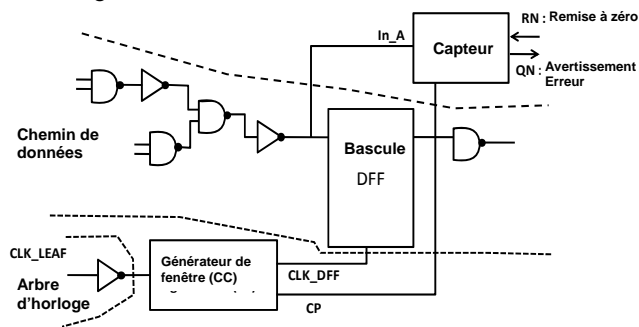 RN : Remise à zéro
In_A
Capteur
QN : Avertissement
Erreur
Chemin de
données
Bascule
DFF
CLK_LEAF
Générateur de
fenêtre (CC)
CLK_DFF
Arbre
d'horloge
CP